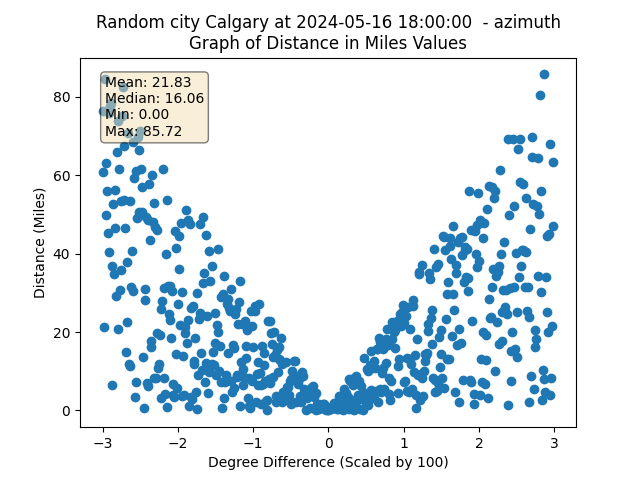 Random city Calgary at 2024-05-16 18:00:00  - azimuth
Graph of Distance in Miles Values
Mean: 21.83
Median: 16.06
Min: 0.00
Max: 85.72
Distance (Miles)
80
60
40
20
0
−3 −2 −1 0 1 2 3
Degree Difference (Scaled by 100)